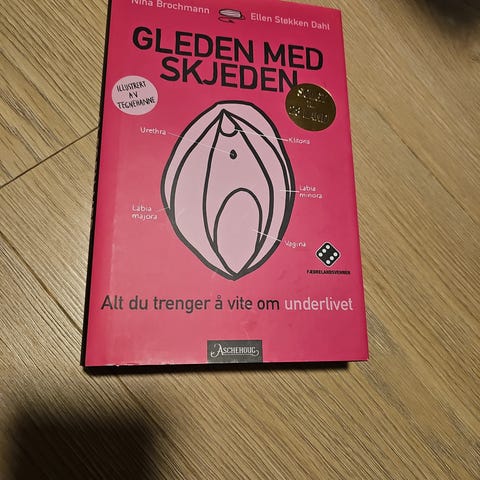 Nina Brochmann
Ellen Støkken Dahl
GLEDEN MED
SKJEDEN
ILLUSTRERT
AV
TEGNEHANNE
Urethra
Klitoris
Labia
minora
Labia
majora
Vagina
FÆDRELANDSVENNEN
Alt du trenger å vite om underlivet
ASCHEHOUG